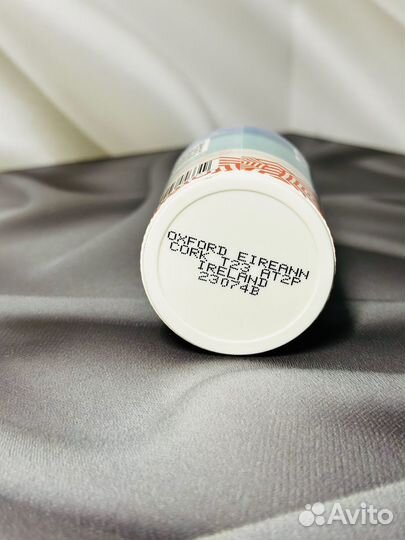 OXFORD EIREANN
CORK T23 AT2P
IRELAND
23074B
Avito